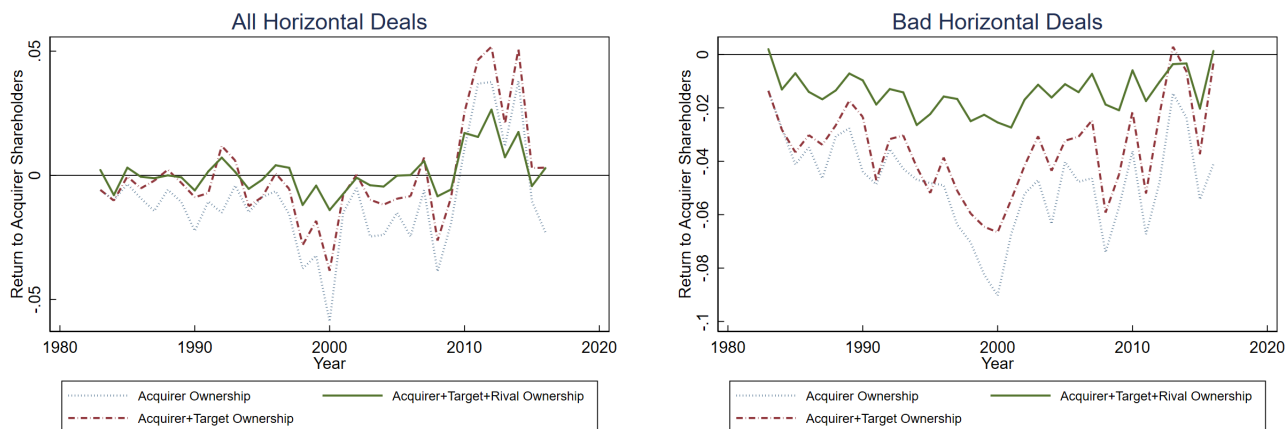 All Horizontal Deals
Return to Acquirer Shareholders
.05
0
-.05
1980 1990 2000 2010 2020
Year
Acquirer Ownership
Acquirer+Target+Rival Ownership
Acquirer+Target Ownership
Bad Horizontal Deals
Return to Acquirer Shareholders
0
-.02
-.04
-.06
-.08
-.1
1980 1990 2000 2010 2020
Year
Acquirer Ownership
Acquirer+Target+Rival Ownership
Acquirer+Target Ownership